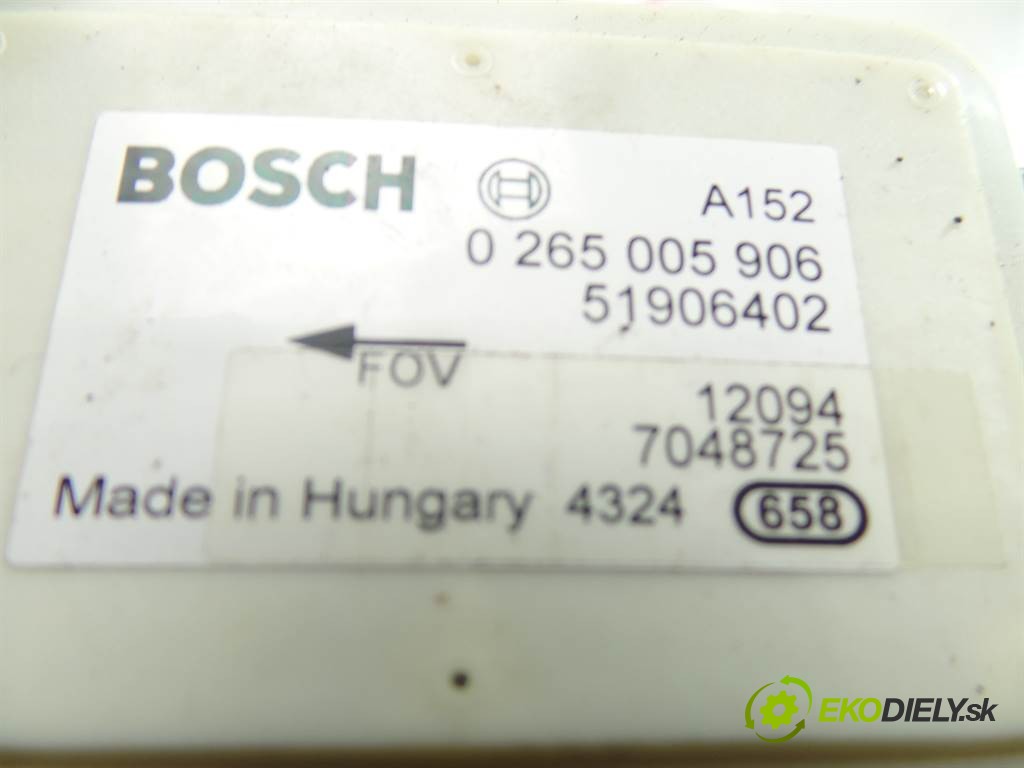 BOSCH A152
0 265 005 906
51906402
FOV
12094
7048725
Made in Hungary 4324 658
EKODIELY.sk